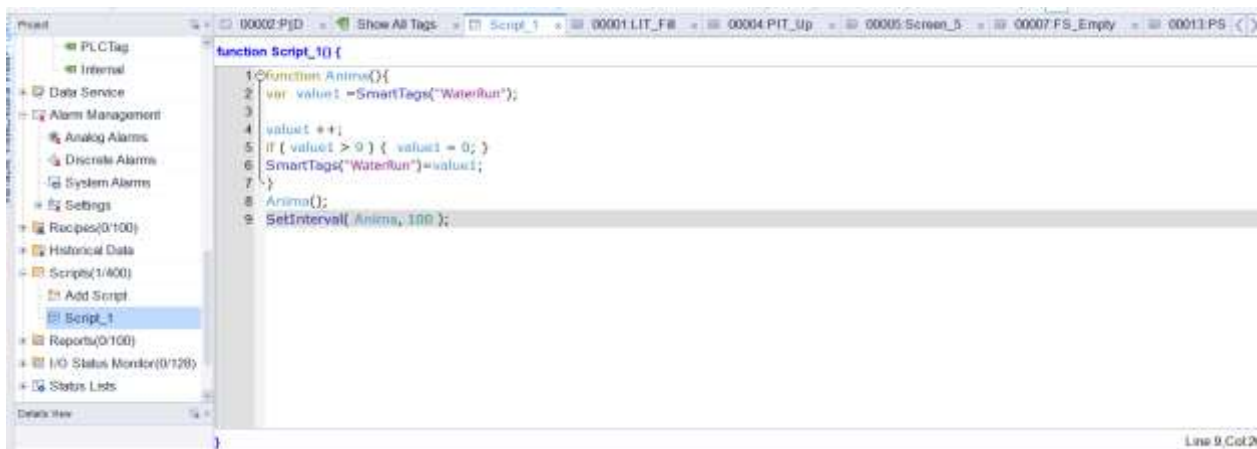 Project
00002:P|D
Show All Tags
Script_1
00001:LIT_Fill
00004:PIT_Up
00005:Screen_5
00007:FS_Empty
00013:PS
PLCTag
Internal
Data Service
Alarm Management
Analog Alarms
Discrete Alarms
System Alarms
Settings
Recipes(0/100)
Historical Data
Scripts(1/400)
Add Script
Script_1
Reports(0/100)
I/O Status Monitor(0/128)
Status Lists
Details View
function Script_1() {
1 function Anima(){
2 var value1 =SmartTags("WaterRun");
3
4 value1 ++;
5 if ( value1 > 9 ) { value1 = 0; }
6 SmartTags("WaterRun")=value1;
7 }
8 Anima();
9 SetInterval( Anima, 100 );
}
Line 9,Col:2